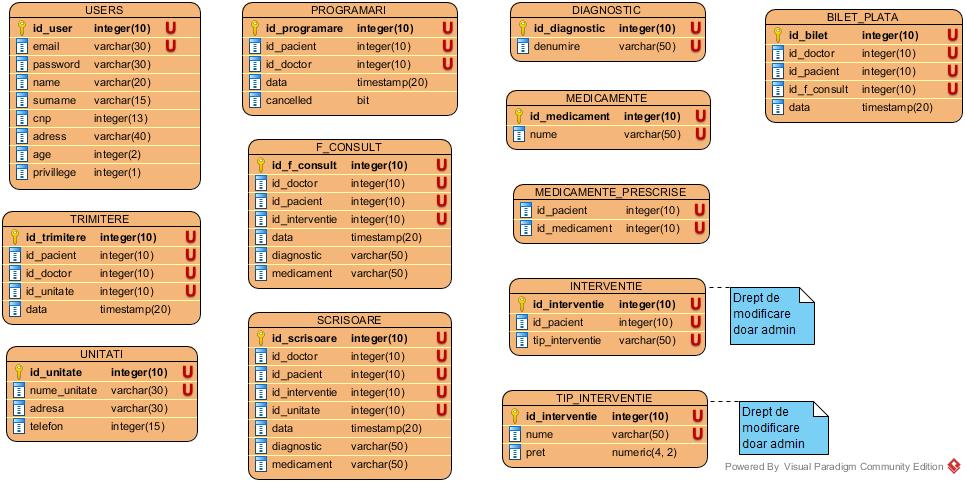 USERS
id_user integer(10) U
email varchar(30) U
password varchar(30)
name varchar(20)
surname varchar(15)
cnp integer(13)
adress varchar(40)
age integer(2)
privillege integer(1)
TRIMITERE
id_trimitere integer(10) U
id_pacient integer(10) U
id_doctor integer(10) U
id_unitate integer(10) U
data timestamp(20)
UNITATI
id_unitate integer(10) U
nume_unitate varchar(30) U
adresa varchar(30)
telefon integer(15)
PROGRAMARI
id_programare integer(10) U
id_pacient integer(10) U
id_doctor integer(10) U
data timestamp(20)
cancelled bit
F_CONSULT
id_f_consult integer(10) U
id_doctor integer(10) U
id_pacient integer(10) U
id_interventie integer(10) U
data timestamp(20)
diagnostic varchar(50)
medicament varchar(50)
SCRISOARE
id_scrisoare integer(10) U
id_doctor integer(10) U
id_pacient integer(10) U
id_interventie integer(10) U
id_unitate integer(10) U
data timestamp(20)
diagnostic varchar(50)
medicament varchar(50)
DIAGNOSTIC
id_diagnostic integer(10) U
denumire varchar(50) U
MEDICAMENTE
id_medicament integer(10) U
nume varchar(50) U
MEDICAMENTE_PRESCRISE
id_pacient integer(10) U
id_medicament integer(10) U
INTERVENTIE
id_interventie integer(10) U
id_pacient integer(10) U
tip_interventie varchar(50) U
Drept de
modificare
doar admin
TIP_INTERVENTIE
id_interventie integer(10) U
nume varchar(50) U
pret numeric(4, 2)
Drept de
modificare
doar admin
BILET_PLATA
id_bilet integer(10) U
id_doctor integer(10) U
id_pacient integer(10) U
id_f_consult integer(10) U
data timestamp(20)
Powered By Visual Paradigm Community Edition